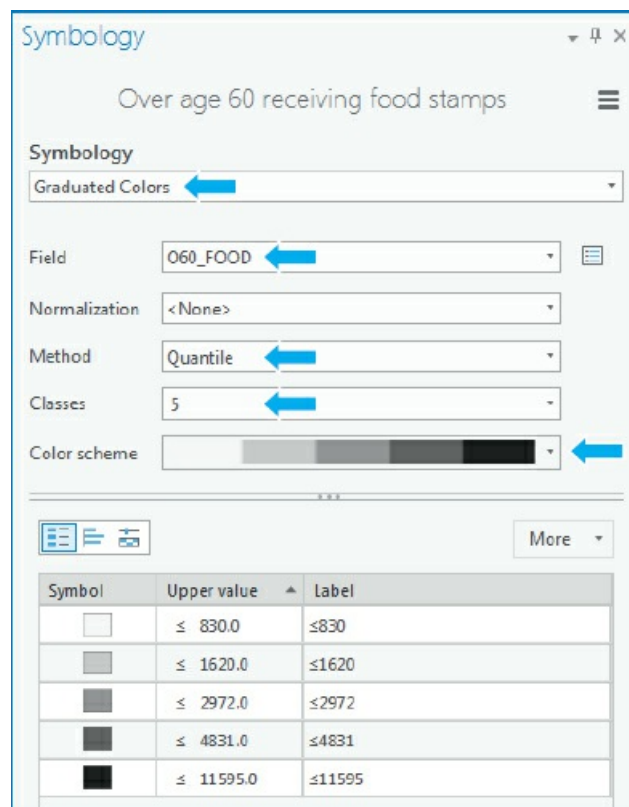 Symbology
Over age 60 receiving food stamps
Symbology
Graduated Colors
Field O60_FOOD
Normalization <None>
Method Quantile
Classes 5
Color scheme
More
Symbol Upper value Label
≤ 830.0 ≤830
≤ 1620.0 ≤1620
≤ 2972.0 ≤2972
≤ 4831.0 ≤4831
≤ 11595.0 ≤11595